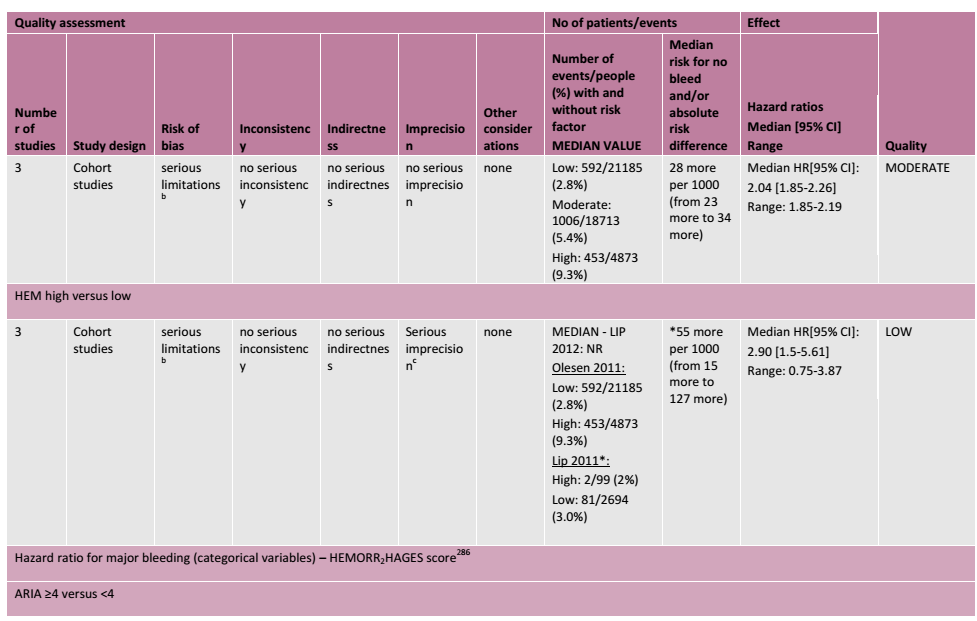 Quality assessment
No of patients/events
Effect
Numbe
r of
studies
Study design
Risk of
bias
Inconsistenc
y
Indirectne
ss
Imprecisio
n
Other
consider
ations
Number of
events/people
(%) with and
without risk
factor
MEDIAN VALUE
Median
risk for no
bleed
and/or
absolute
risk
difference
Hazard ratios
Median [95% CI]
Range
Quality
3
Cohort
studies
serious
limitations
b
no serious
inconsistenc
y
no serious
indirectnes
s
no serious
imprecisio
n
none
Low: 592/21185
(2.8%)
Moderate:
1006/18713
(5.4%)
High: 453/4873
(9.3%)
28 more
per 1000
(from 23
more to 34
more)
Median HR[95% CI]:
2.04 [1.85-2.26]
Range: 1.85-2.19
MODERATE
HEM high versus low
3
Cohort
studies
serious
limitations
b
no serious
inconsistenc
y
no serious
indirectnes
s
Serious
imprecisio
nc
none
MEDIAN - LIP
2012: NR
Olesen 2011:
Low: 592/21185
(2.8%)
High: 453/4873
(9.3%)
Lip 2011*:
High: 2/99 (2%)
Low: 81/2694
(3.0%)
*55 more
per 1000
(from 15
more to
127 more)
Median HR[95% CI]:
2.90 [1.5-5.61]
Range: 0.75-3.87
LOW
Hazard ratio for major bleeding (categorical variables) – HEMORR2HAGES score286
ARIA ≥4 versus <4